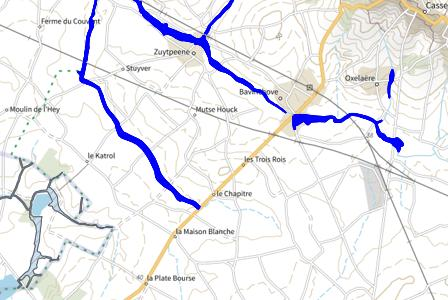 Casse
Ferme du Couvent
Zuytpeene
Stuyver
Oxelaëre
Bavinchove
Moulin de l'Hey
Mutse Houck
le Katrol
les Trois Rois
le Chapitre
la Maison Blanche
la Plate Bourse